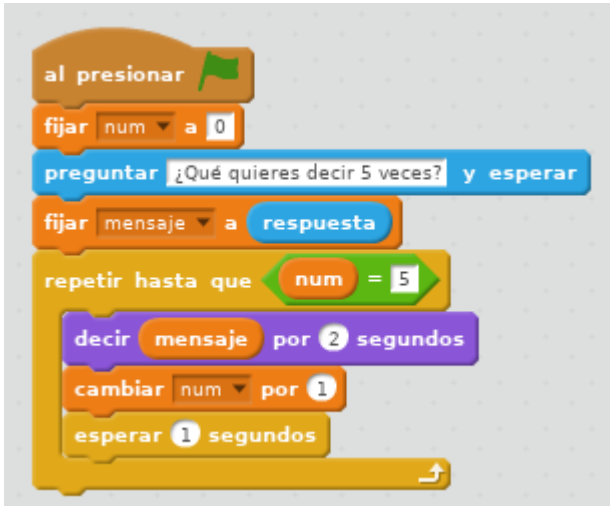 al presionar
fijar num a 0
preguntar ¿Qué quieres decir 5 veces? y esperar
fijar mensaje a respuesta
repetir hasta que num = 5
decir mensaje por 2 segundos
cambiar num por 1
esperar 1 segundos